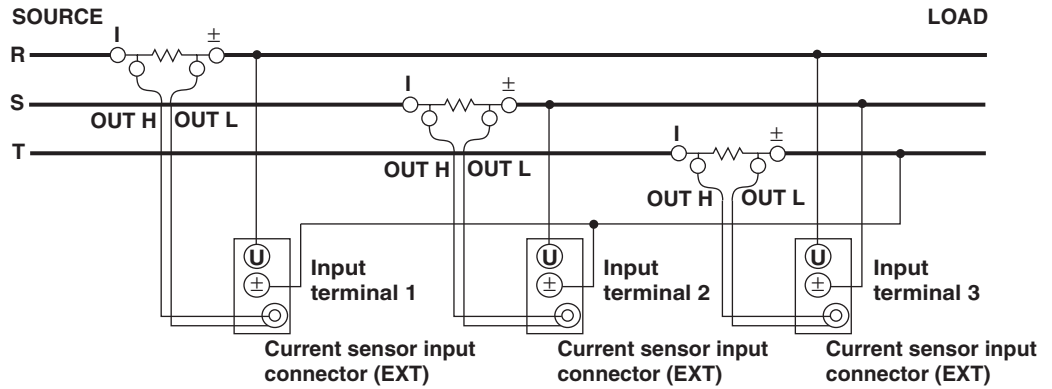 SOURCE
LOAD
I
±
R
I
±
S
OUT H
OUT L
I
±
T
OUT H
OUT L
OUT H
OUT L
U
±
Input
terminal 1
U
±
Input
terminal 2
U
±
Input
terminal 3
Current sensor input
connector (EXT)
Current sensor input
connector (EXT)
Current sensor input
connector (EXT)